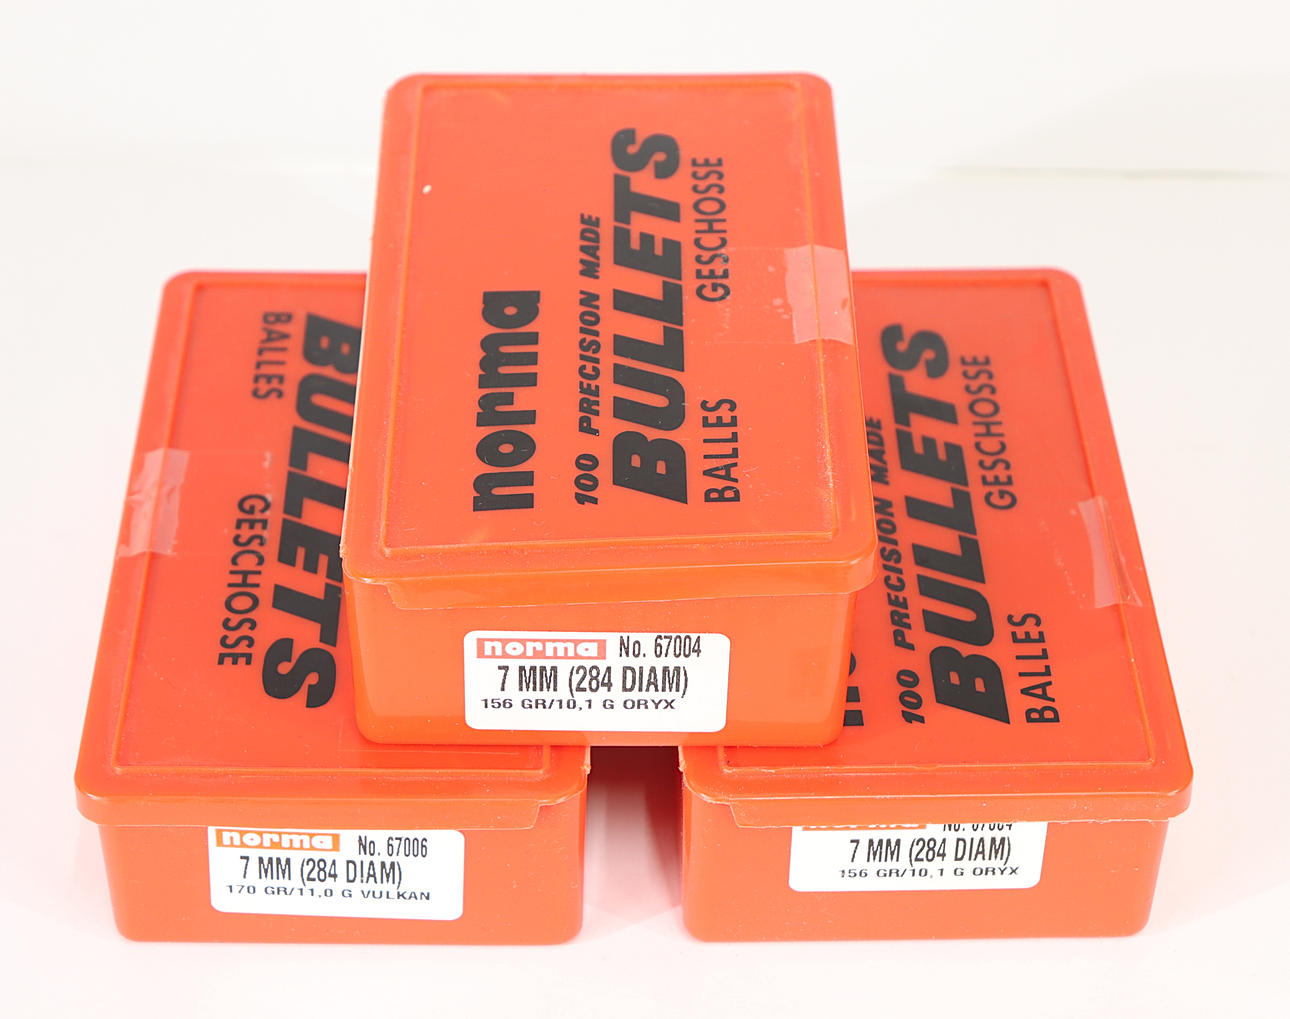 norma
100 PRECISION MADE
BULLETS
BALLES GESCHOSSE
norma No. 67004
7 MM (284 DIAM)
156 GR/10,1 G ORYX
BULLETS
BALLES GESCHOSSE
norma No. 67006
7 MM (284 DIAM)
170 GR/11,0 G VULKAN
100 PRECISION MADE
BULLETS
BALLES GESCHOSSE
7 MM (284 DIAM)
156 GR/10,1 G ORYX